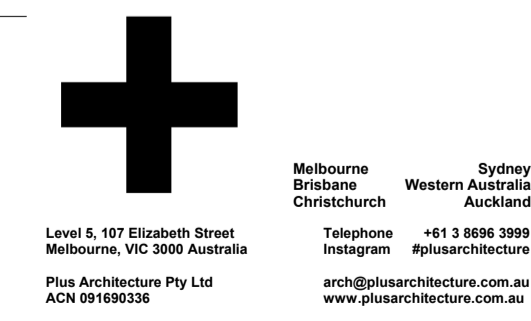 Melbourne Sydney
Brisbane Western Australia
Christchurch Auckland
Level 5, 107 Elizabeth Street
Melbourne, VIC 3000 Australia
Telephone +61 3 8696 3999
Instagram #plusarchitecture
Plus Architecture Pty Ltd
ACN 091690336
arch@plusarchitecture.com.au
www.plusarchitecture.com.au